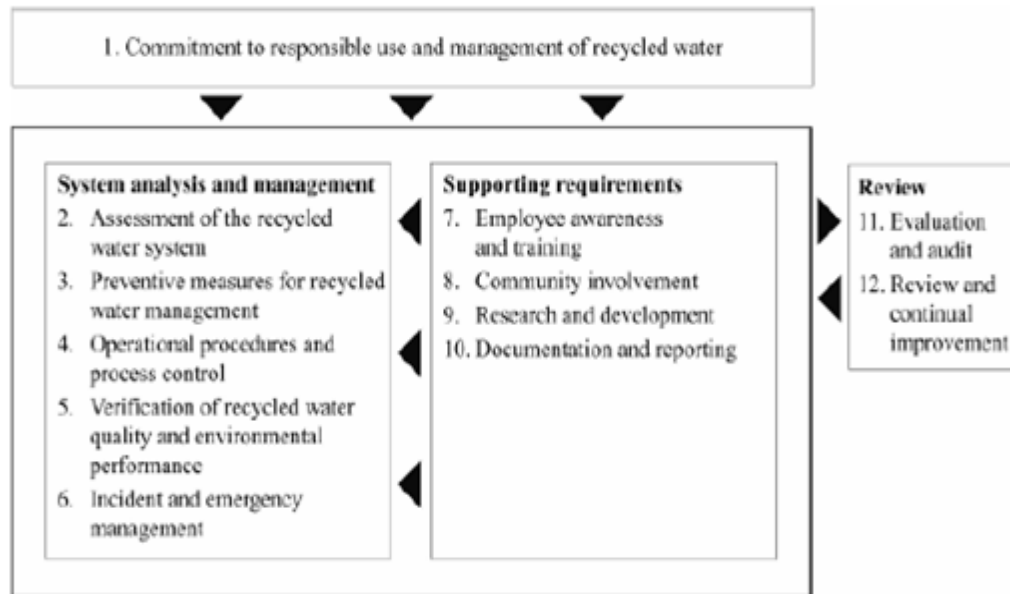 1. Commitment to responsible use and management of recycled water
System analysis and management
2. Assessment of the recycled
water system
3. Preventive measures for recycled
water management
4. Operational procedures and
process control
5. Verification of recycled water
quality and environmental
performance
6. Incident and emergency
management
Supporting requirements
7. Employee awareness
and training
8. Community involvement
9. Research and development
10. Documentation and reporting
Review
11. Evaluation
and audit
12. Review and
continual
improvement